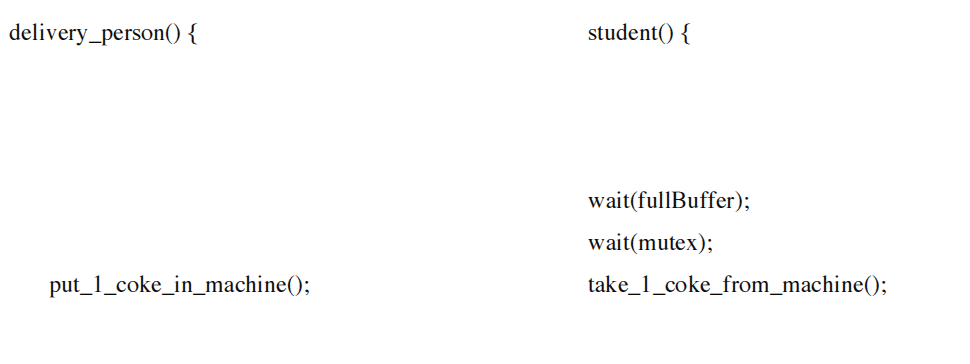 delivery_person() {
student() {
wait(fullBuffer);
wait(mutex);
put_1_coke_in_machine();
take_1_coke_from_machine();